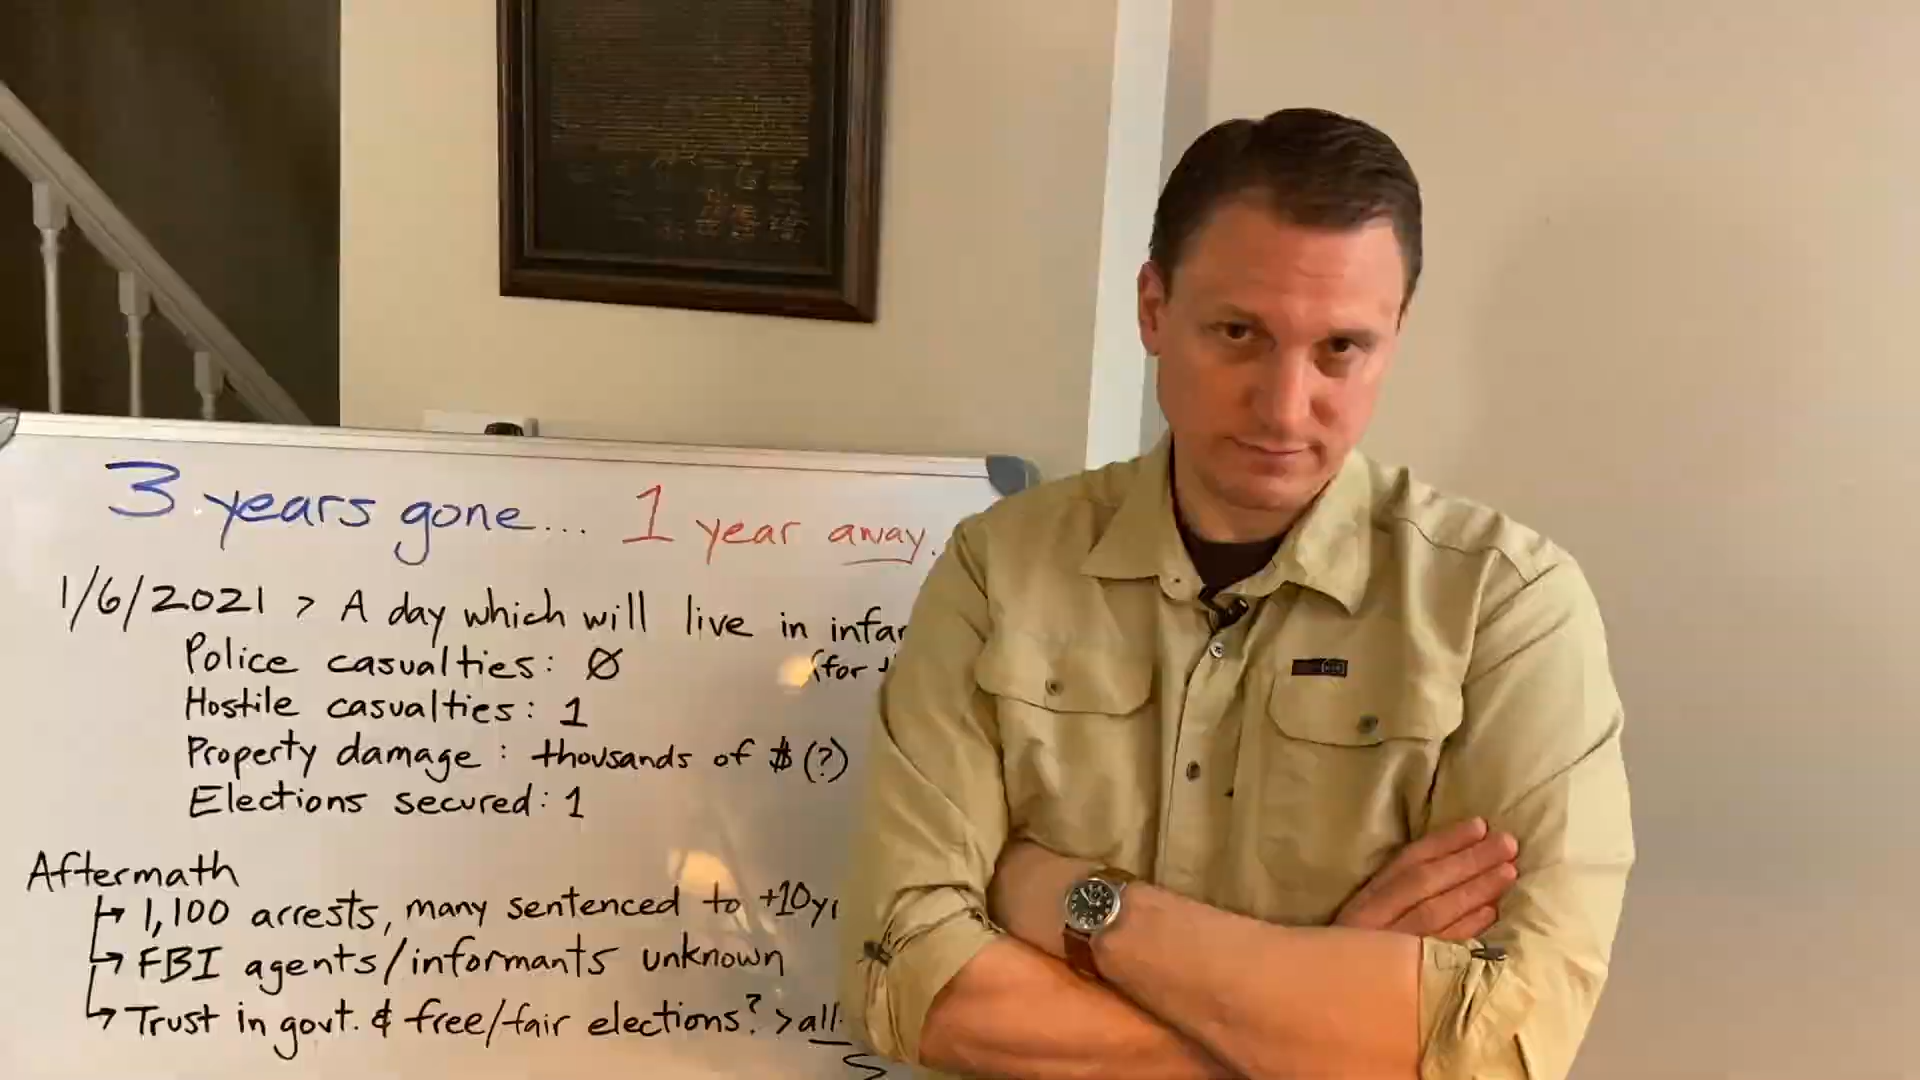 3 years gone... 1 year away.
1/6/2021 > A day which will live in
(for
Police casualties: Ø
Hostile casualties: 1
Property damage: thousands of $ (?)
Elections secured: 1
Aftermath
↳ 1,100 arrests, many sentenced to +10
↳ FBI agents/informants unknown
↳ Trust in govt. & free/fair elections? >